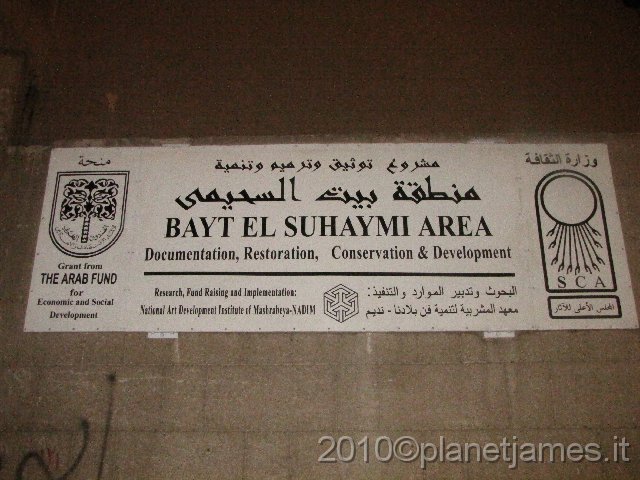 منحة
Grant from
THE ARAB FUND
for
Economic and Social
Development
مشروع توثيق وترميم وتنمية
منطقة بيت السحيمى
BAYT EL SUHAYMI AREA
Documentation, Restoration, Conservation & Development
Research, Fund Raising and Implementation:
National Art Development Institute of Mashrabeya-NADIM
البحوث وتدبير الموارد والتنفيذ:
معهد المشربية لتنمية فن بلادنا - نديم
وزارة الثقافة
SCA
المجلس الأعلى للآثار
2010©planetjames.it